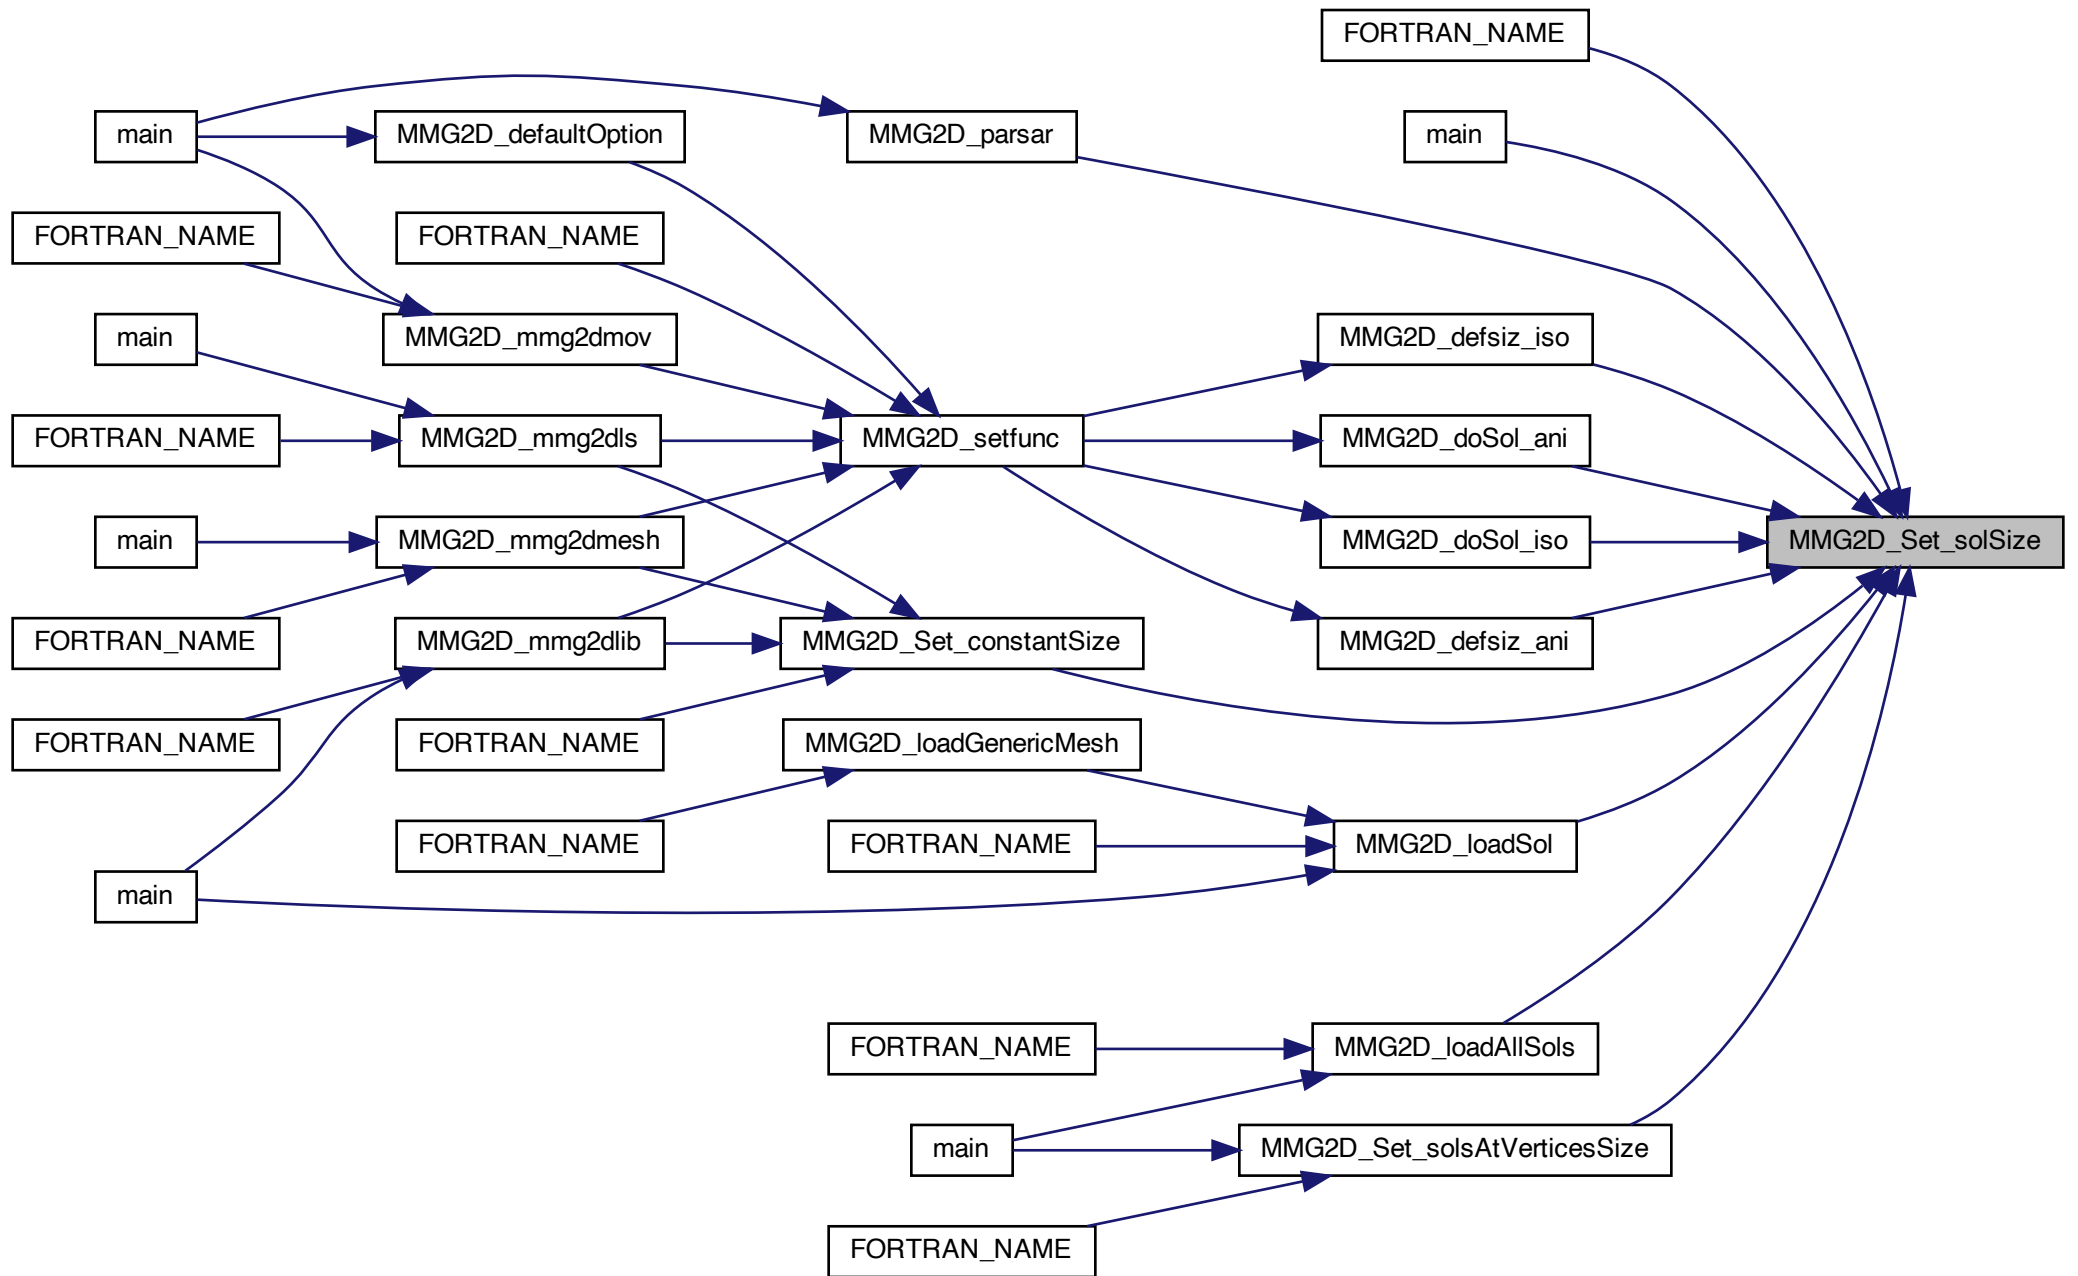 FORTRAN_NAME
main
MMG2D_defaultOption
MMG2D_parsar
main
FORTRAN_NAME
FORTRAN_NAME
main
MMG2D_mmg2dmov
MMG2D_defsiz_iso
FORTRAN_NAME
MMG2D_mmg2dls
MMG2D_setfunc
MMG2D_doSol_ani
main
MMG2D_mmg2dmesh
MMG2D_doSol_iso
MMG2D_Set_solSize
FORTRAN_NAME
MMG2D_mmg2dlib
MMG2D_Set_constantSize
MMG2D_defsiz_ani
FORTRAN_NAME
FORTRAN_NAME
MMG2D_loadGenericMesh
FORTRAN_NAME
FORTRAN_NAME
MMG2D_loadSol
main
FORTRAN_NAME
MMG2D_loadAllSols
main
MMG2D_Set_solsAtVerticesSize
FORTRAN_NAME